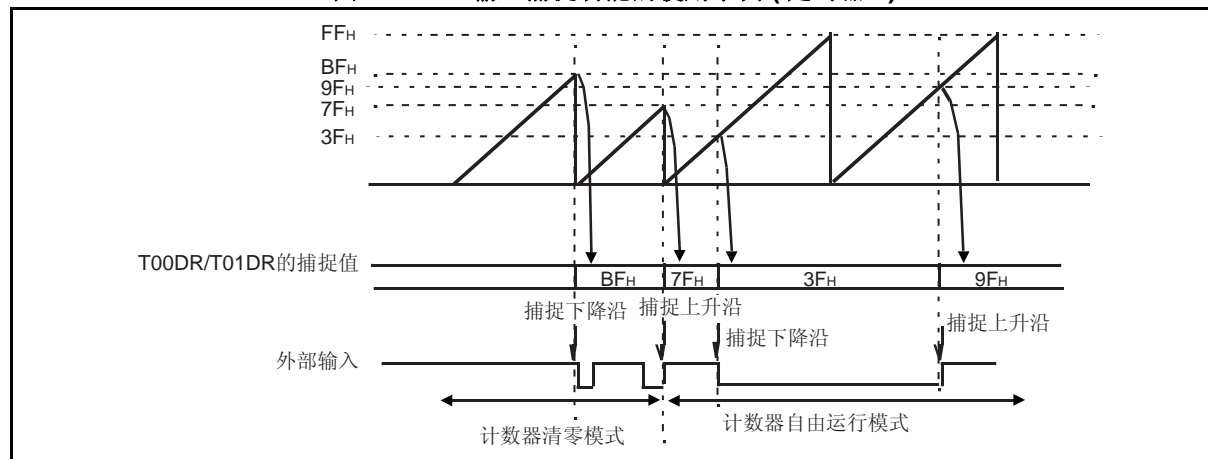 FFH
BFH
9FH
7FH
3FH
T00DR/T01DR的捕捉值
BFH 7FH 3FH 9FH
捕捉下降沿 捕捉上升沿 捕捉下降沿 捕捉上升沿
外部输入
计数器清零模式 计数器自由运行模式